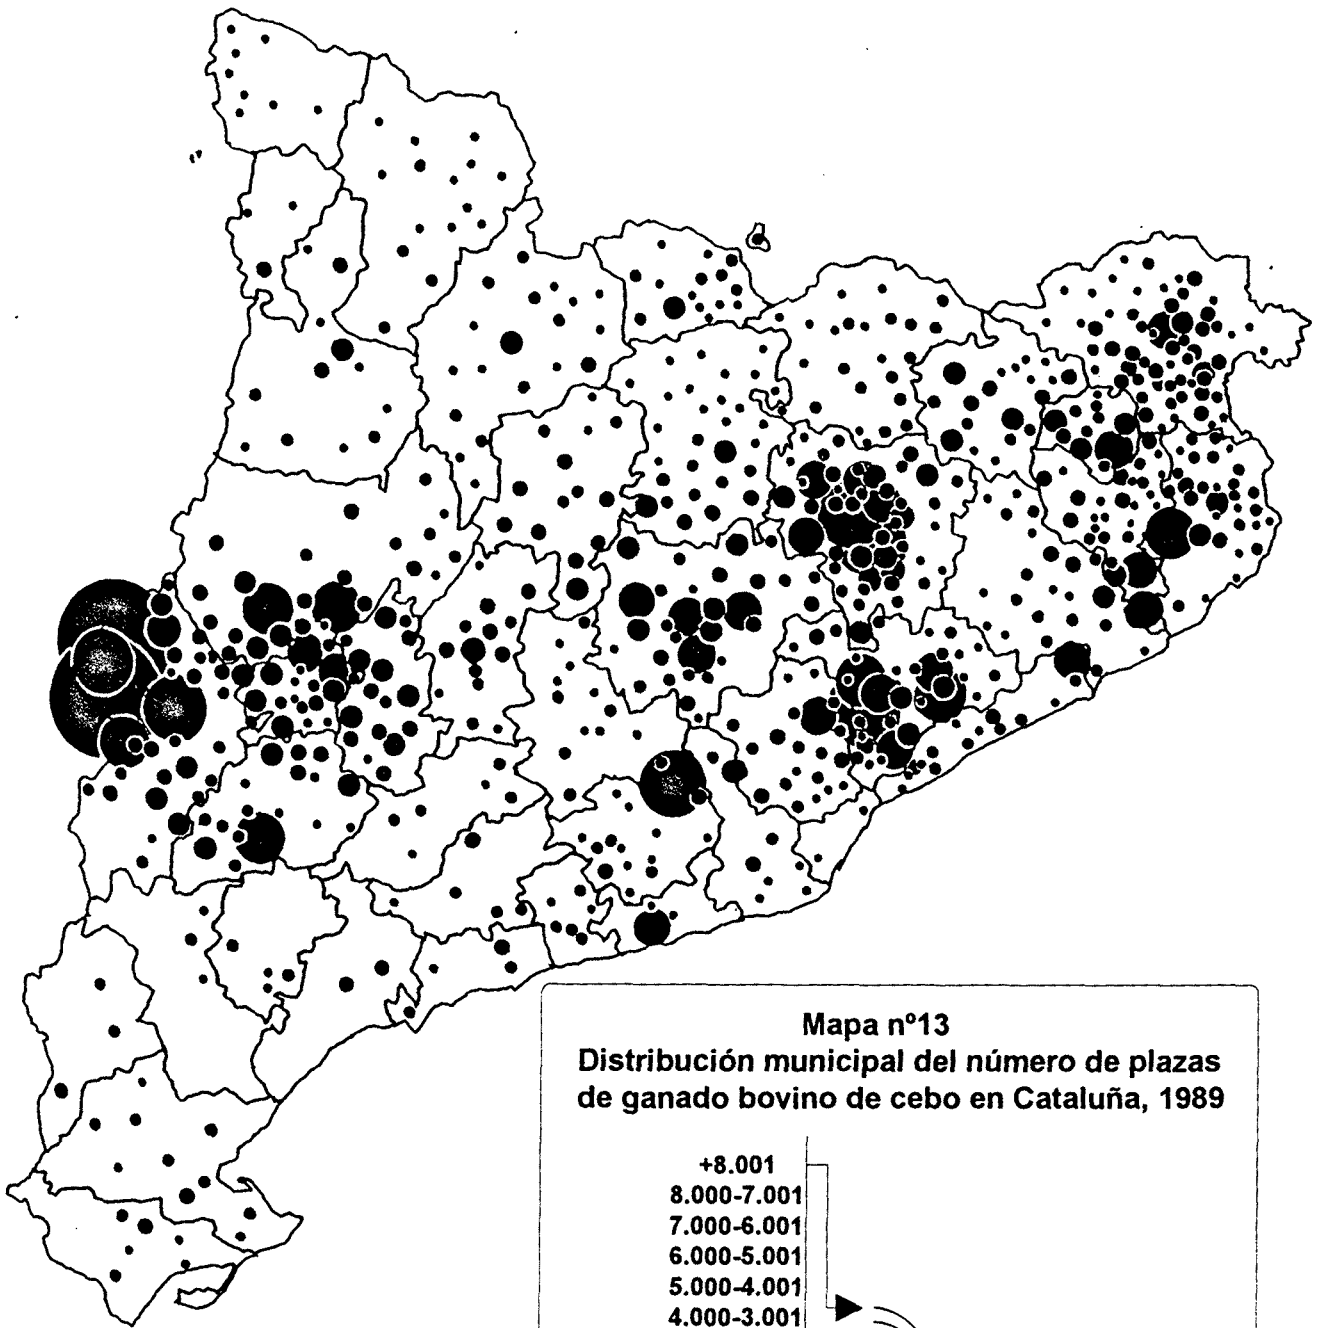 Mapa nº13
Distribución municipal del número de plazas
de ganado bovino de cebo en Cataluña, 1989
+8.001
8.000-7.001
7.000-6.001
6.000-5.001
5.000-4.001
4.000-3.001